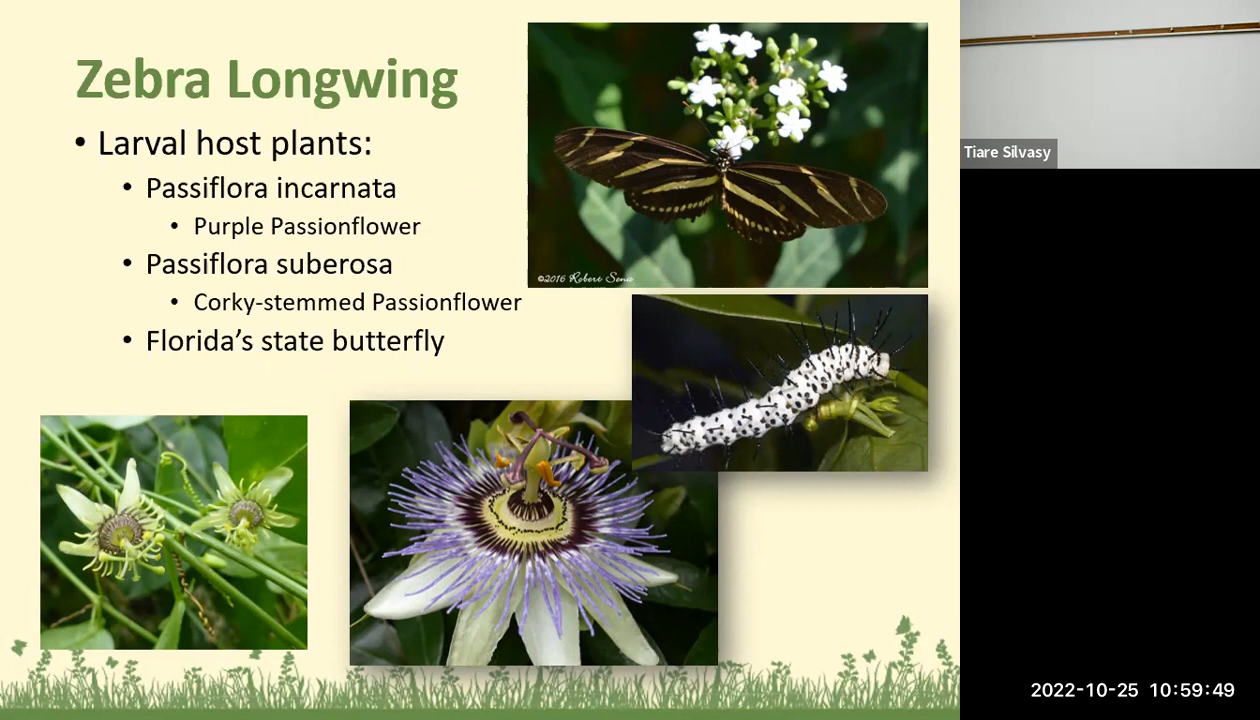 Zebra Longwing
• Larval host plants:
• Passiflora incarnata
• Purple Passionflower
• Passiflora suberosa
• Corky-stemmed Passionflower
• Florida’s state butterfly
©2016 Robert Sena
Tiare Silvasy
2022-10-25 10:59:49